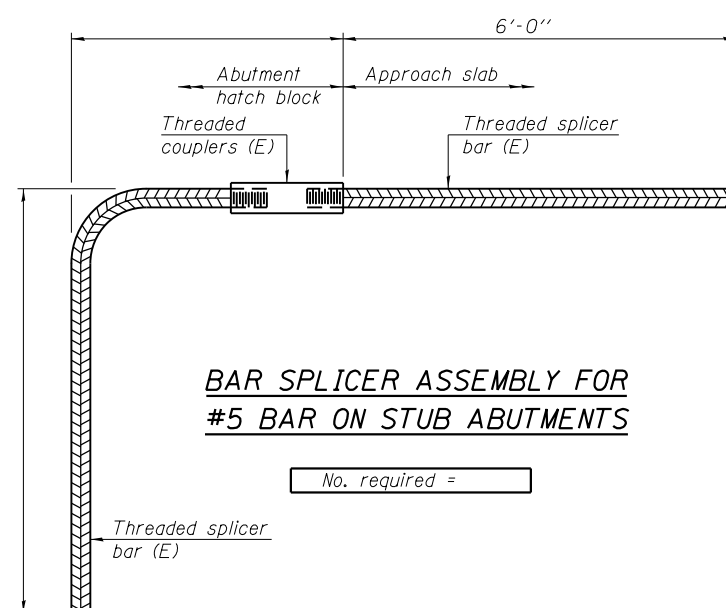 6'-0''
Abutment
hatch block
Approach slab
Threaded
couplers (E)
Threaded splicer
bar (E)
BAR SPLICER ASSEMBLY FOR
#5 BAR ON STUB ABUTMENTS
No. required =
Threaded splicer
bar (E)